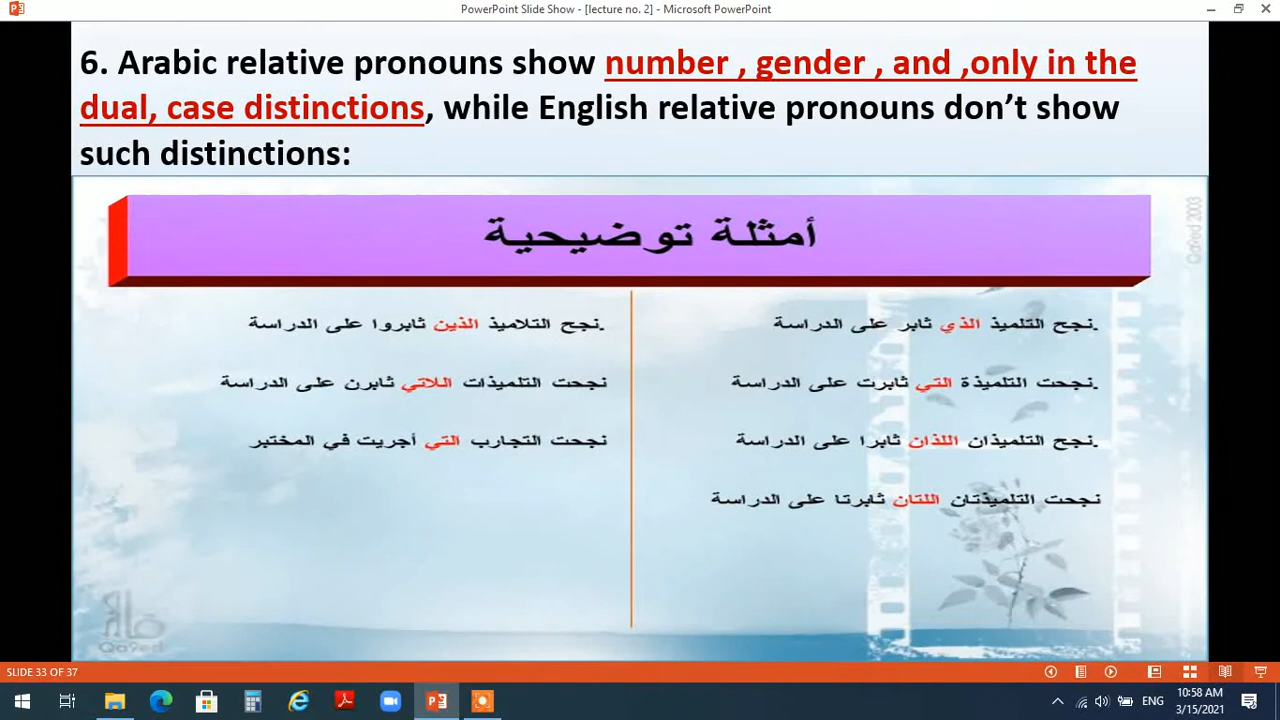 PowerPoint Slide Show - [lecture no. 2] - Microsoft PowerPoint
6. Arabic relative pronouns show number , gender , and ,only in the
dual, case distinctions, while English relative pronouns don’t show
such distinctions:
أمثلة توضيحية
Qa9ed 2003
.نجح التلميذ الذي ثابر على الدراسة
.نجحت التلميذة التي ثابرت على الدراسة
.نجح التلميذان اللذان ثابرا على الدراسة
نجحت التلميذتان اللتان ثابرتا على الدراسة
.نجح التلاميذ الذين ثابروا على الدراسة
نجحت التلميذات اللاتي ثابرن على الدراسة
نجحت التجارب التي أجريت في المختبر
Qa9ed
SLIDE 33 OF 37
ENG
10:58 AM
3/15/2021